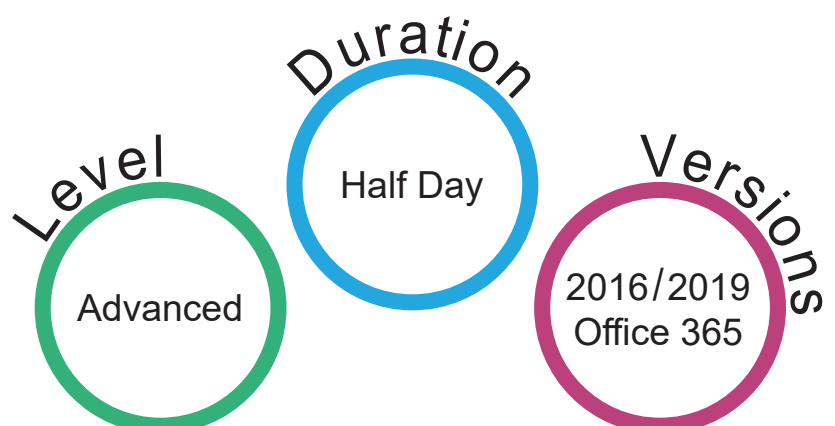 Level
Advanced
Duration
Half Day
Versions
2016/2019
Office 365